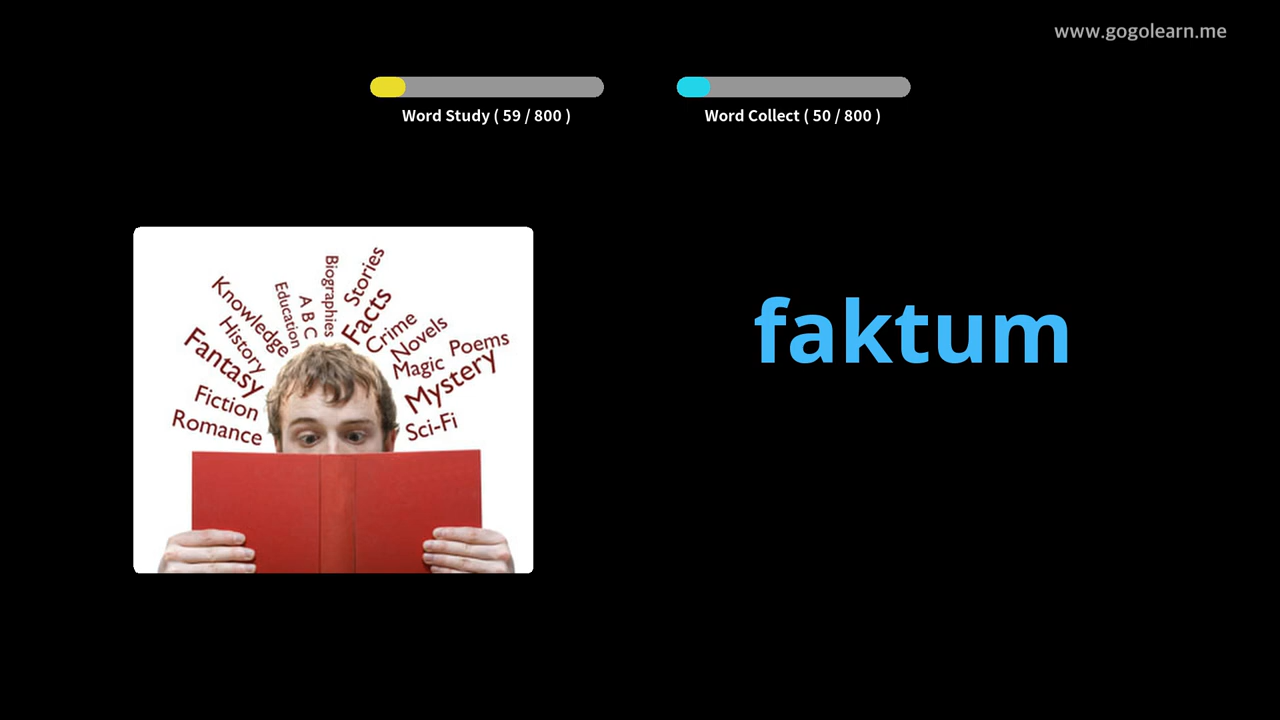 www.gogolearn.me
Word Study ( 59 / 800 )
Word Collect ( 50 / 800 )
faktum
Romance
Fiction
Fantasy
History
Knowledge
Education
A B C
Biographies
Stories
Facts
Crime
Novels
Magic
Poems
Mystery
Sci-Fi